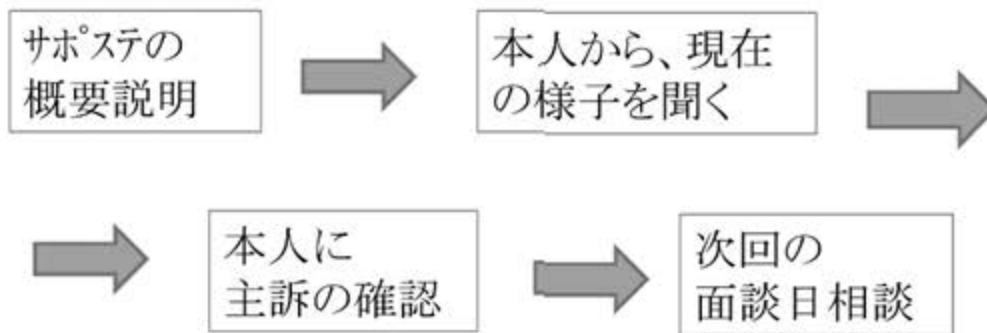 サポステの
概要説明
本人から、現在
の様子を聞く
本人に
主訴の確認
次回の
面談日相談